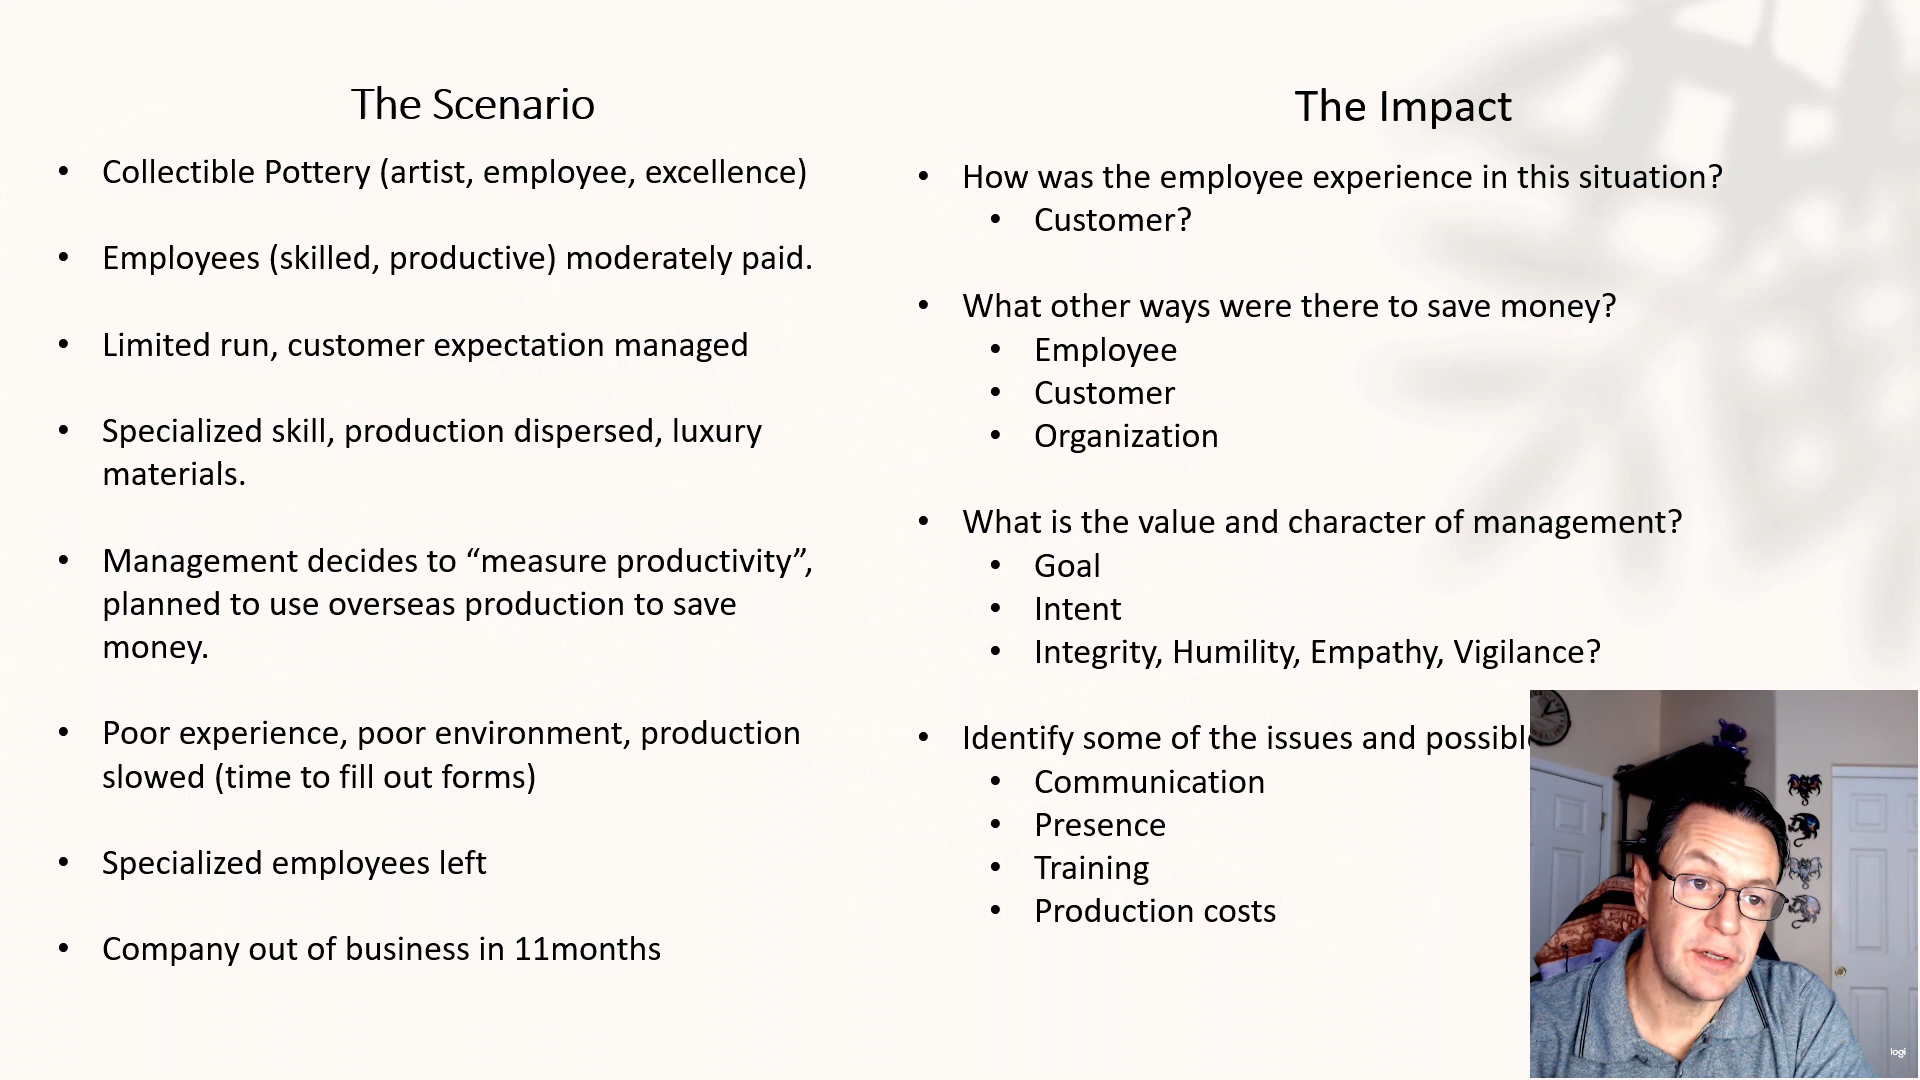 The Scenario
• Collectible Pottery (artist, employee, excellence)
• Employees (skilled, productive) moderately paid.
• Limited run, customer expectation managed
• Specialized skill, production dispersed, luxury
materials.
• Management decides to “measure productivity”,
planned to use overseas production to save
money.
• Poor experience, poor environment, production
slowed (time to fill out forms)
• Specialized employees left
• Company out of business in 11months
The Impact
• How was the employee experience in this situation?
• Customer?
• What other ways were there to save money?
• Employee
• Customer
• Organization
• What is the value and character of management?
• Goal
• Intent
• Integrity, Humility, Empathy, Vigilance?
• Identify some of the issues and
• Communication
• Presence
• Training
• Production costs
logi